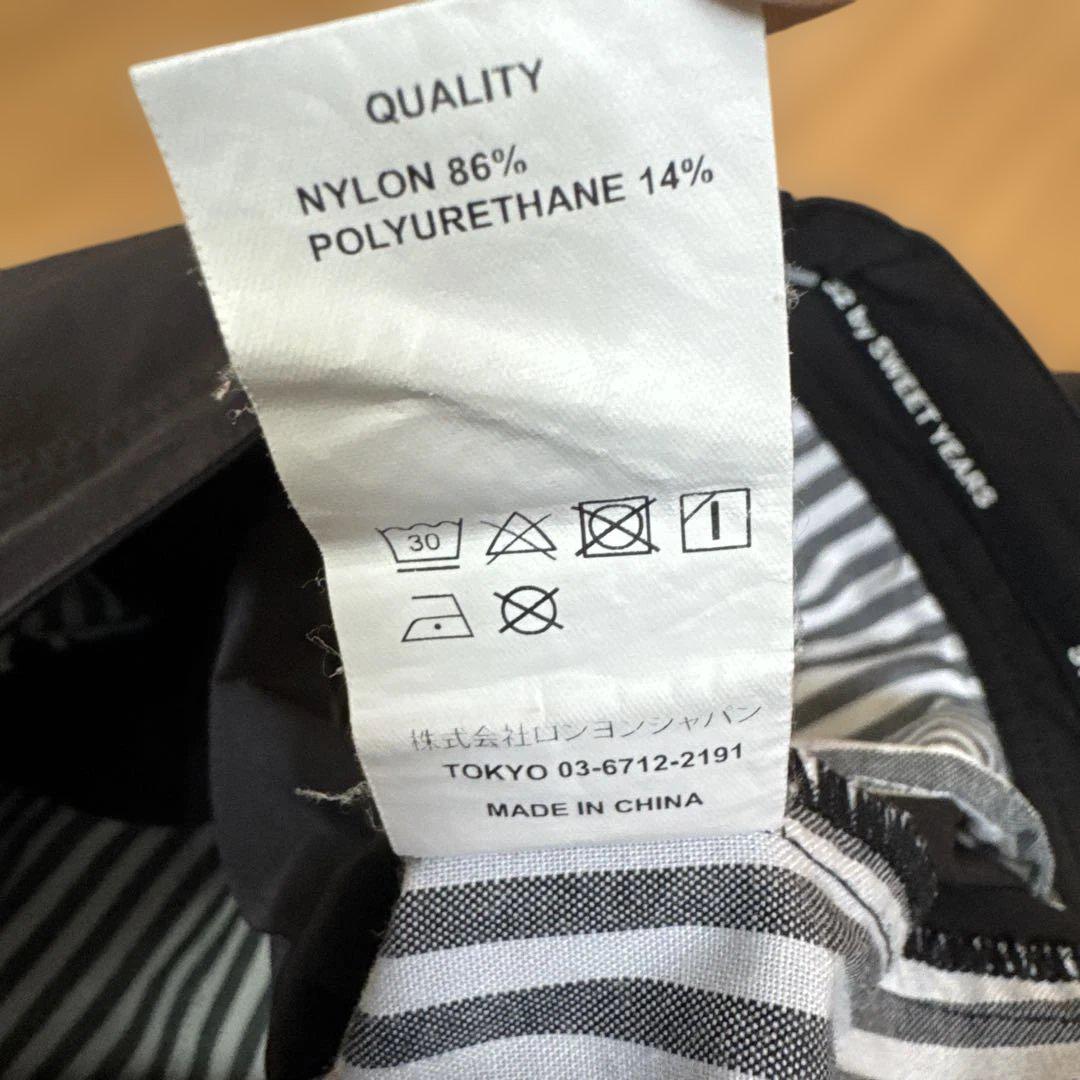 QUALITY
NYLON 86%
POLYURETHANE 14%
30
株式会社ロンヨンジャパン
TOKYO 03-6712-2191
MADE IN CHINA
by SWEET YEARS